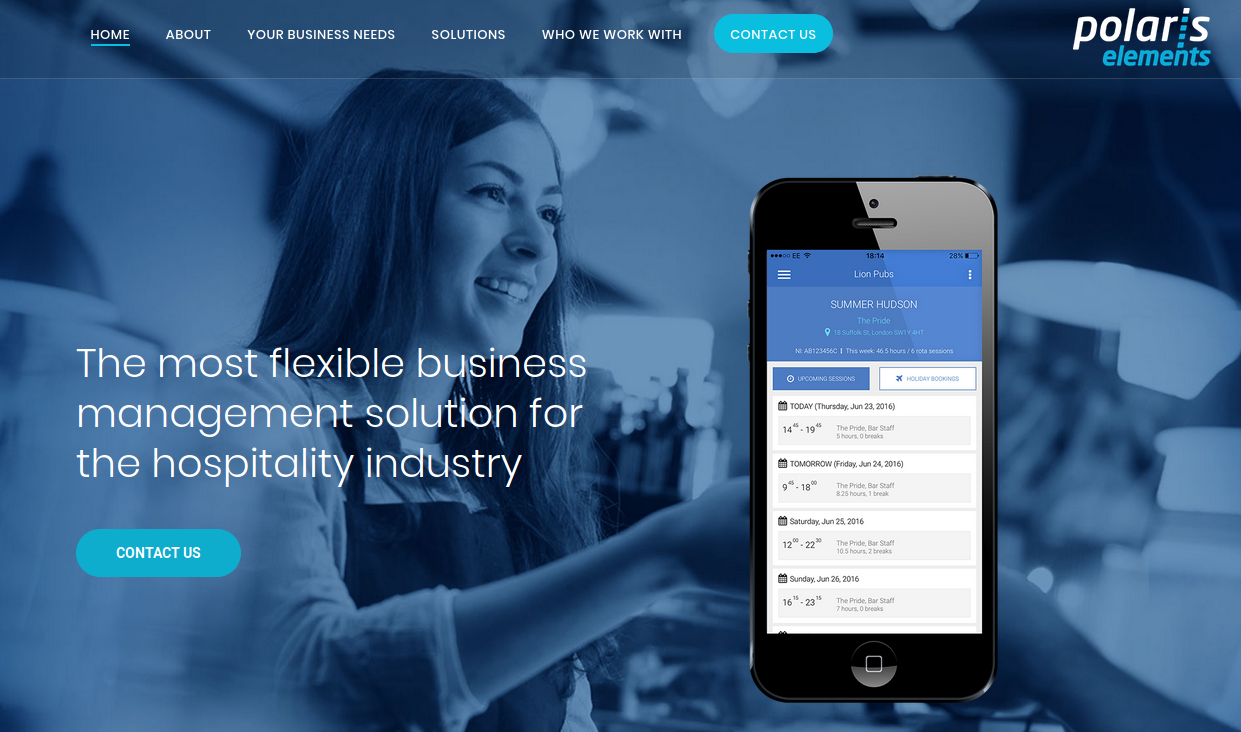 HOME ABOUT YOUR BUSINESS NEEDS SOLUTIONS WHO WE WORK WITH CONTACT US
polaris
elements
The most flexible business
management solution for
the hospitality industry
CONTACT US
EE 18:14 28%
Lion Pubs
SUMMER HUDSON
The Pride
18 Suffolk St, London SW1Y 4HT
NI: AB123456C | This week: 46.5 hours / 6 rota sessions
UPCOMING SESSIONS HOLIDAY BOOKINGS
TODAY (Thursday, Jun 23, 2016)
14 45 - 19 45 The Pride, Bar Staff
5 hours, 0 breaks
TOMORROW (Friday, Jun 24, 2016)
9 45 - 18 00 The Pride, Bar Staff
8.25 hours, 1 break
Saturday, Jun 25, 2016
12 00 - 22 30 The Pride, Bar Staff
10.5 hours, 2 breaks
Sunday, Jun 26, 2016
16 15 - 23 15 The Pride, Bar Staff
7 hours, 0 breaks